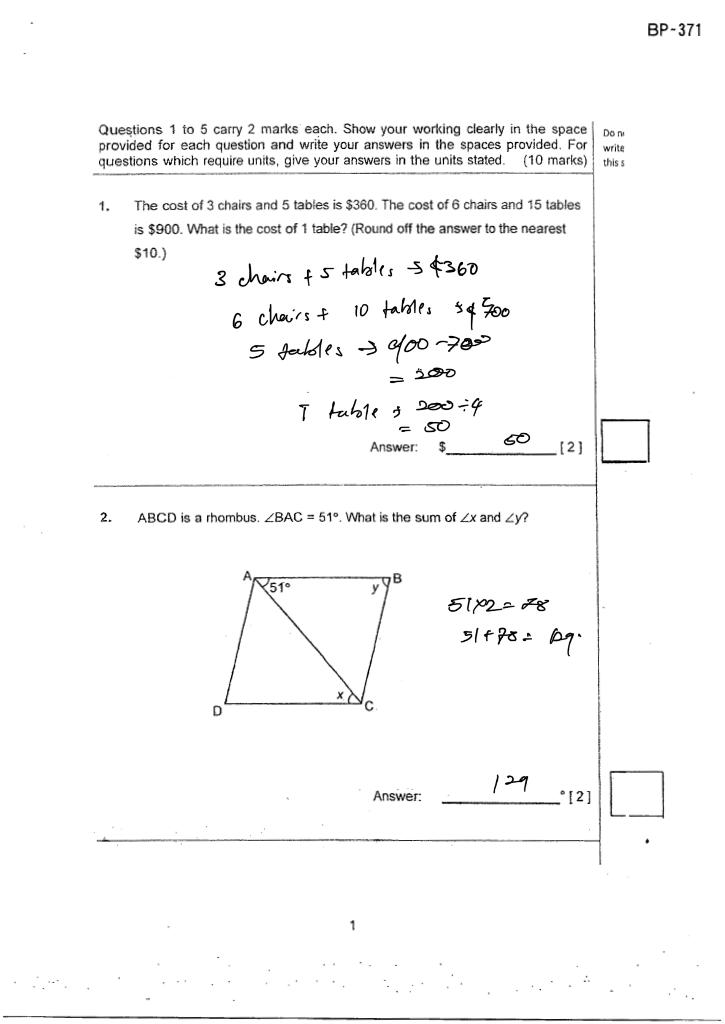 BP-371
Questions 1 to 5 carry 2 marks each. Show your working clearly in the space
provided for each question and write your answers in the spaces provided. For
questions which require units, give your answers in the units stated. (10 marks)
Do n
write
this s
1. The cost of 3 chairs and 5 tables is $360. The cost of 6 chairs and 15 tables
is $900. What is the cost of 1 table? (Round off the answer to the nearest
$10.)
3 chairs + 5 tables → $360
6 chairs + 10 tables → $700
5 tables → 900 - 700
= 200
1 table → 200 ÷ 4
= 50
Answer: $ 50 [2]
2. ABCD is a rhombus. ∠BAC = 51°. What is the sum of ∠x and ∠y?
A
51°
y
B
51×2 = 78
51 + 78 = 129.
x
D
C
Answer: 129 ° [2]
1